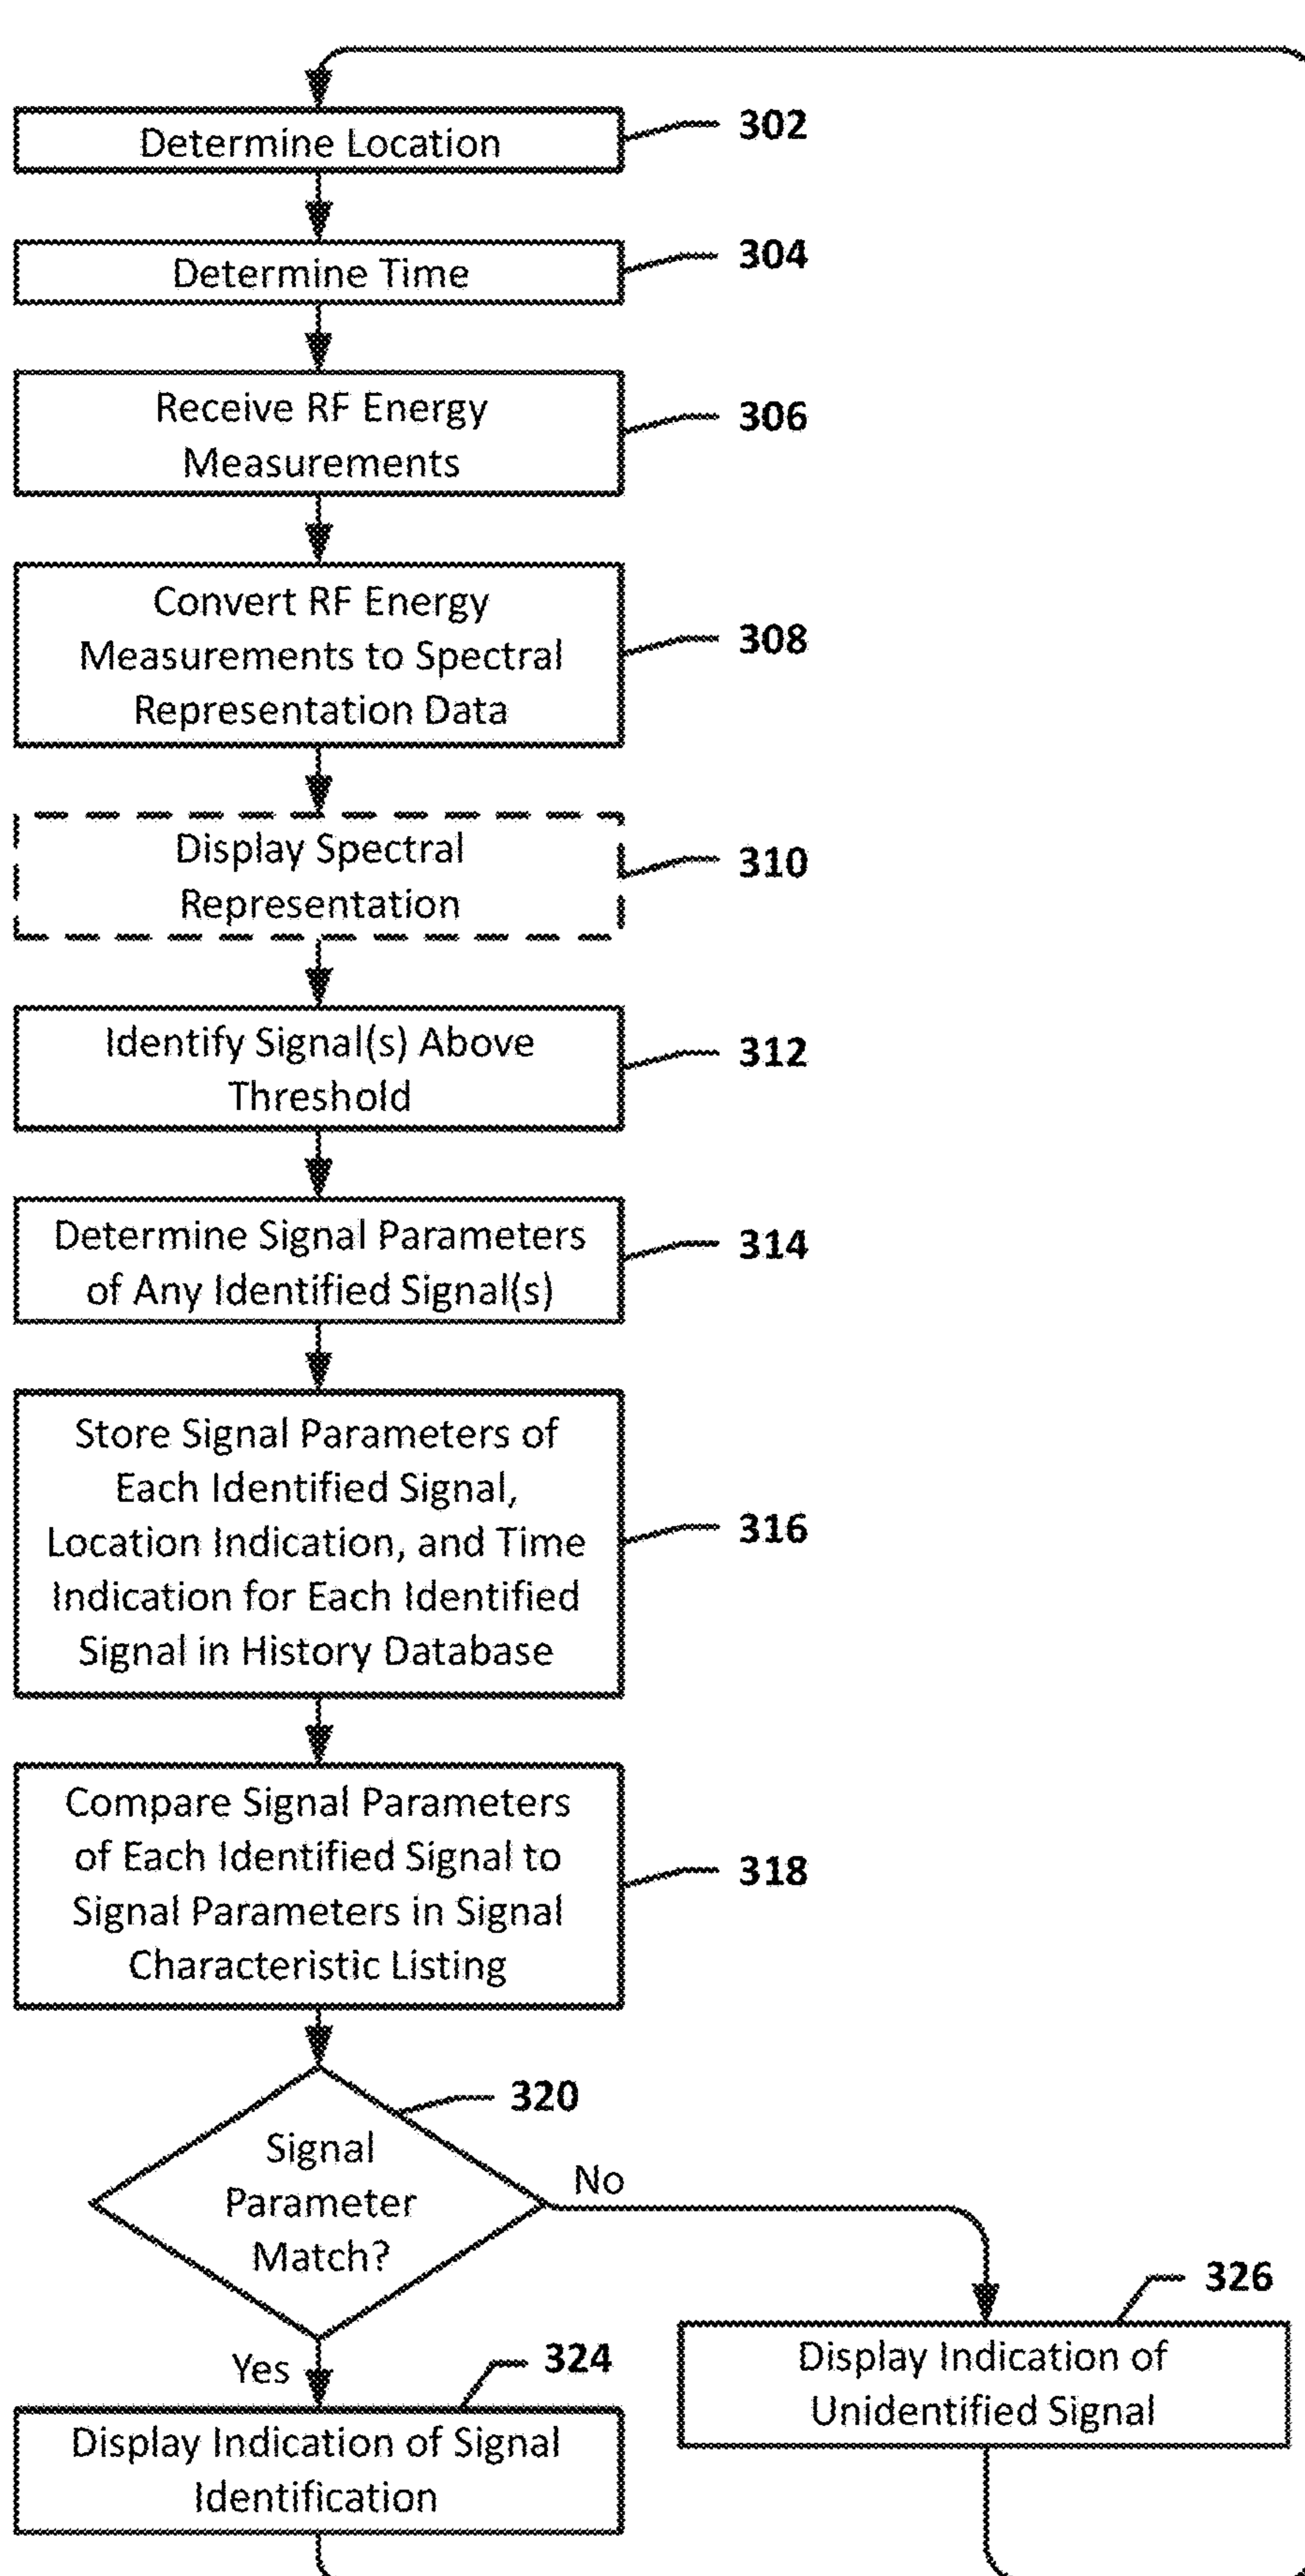 Determine Location
302
Determine Time
304
Receive RF Energy
Measurements
306
Convert RF Energy
Measurements to Spectral
Representation Data
308
Display Spectral
Representation
310
Identify Signal(s) Above
Threshold
312
Determine Signal Parameters
of Any Identified Signal(s)
314
Store Signal Parameters of
Each Identified Signal,
Location Indication, and Time
Indication for Each Identified
Signal in History Database
316
Compare Signal Parameters
of Each Identified Signal to
Signal Parameters in Signal
Characteristic Listing
318
Signal
Parameter
Match?
320
No
326
Display Indication of
Unidentified Signal
Yes
324
Display Indication of Signal
Identification